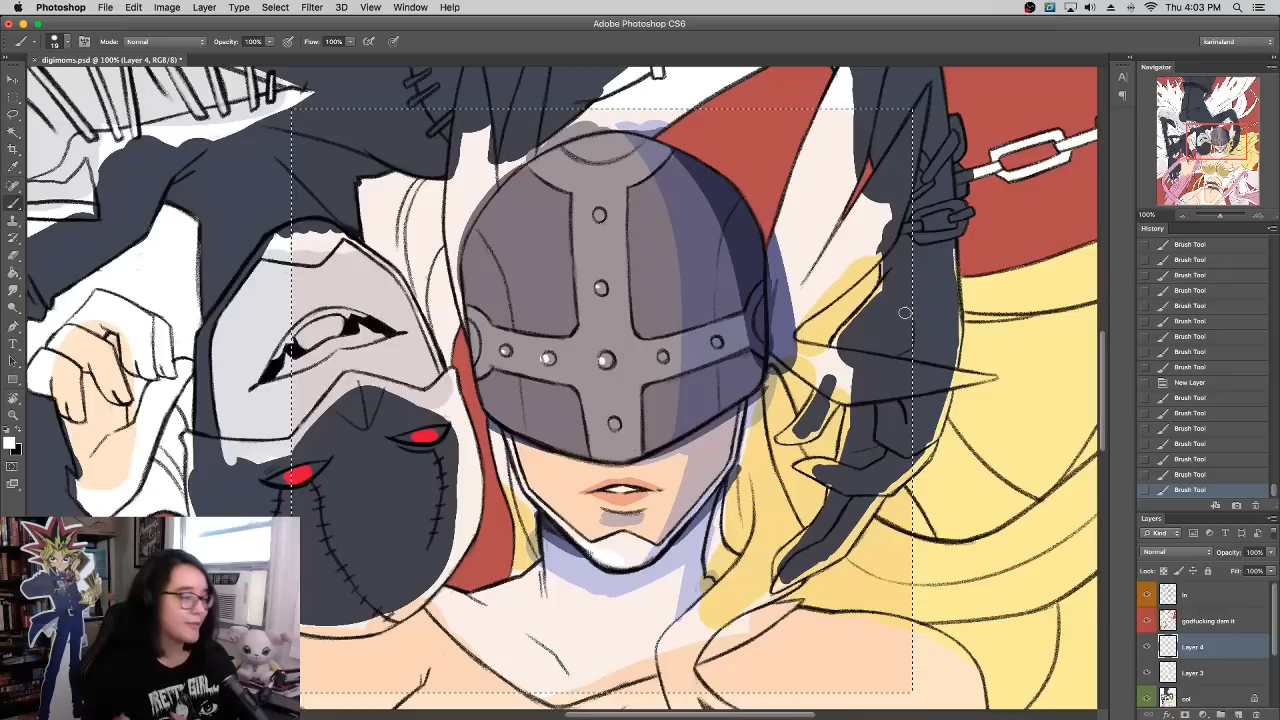 Photoshop File Edit Image Layer Type Select Filter 3D View Window Help Thu 4:03 PM
Adobe Photoshop CS6
19 Mode: Normal Opacity: 100% Flow: 100% karinaland
digimoms.psd @ 100% (Layer 4, RGB/8) *
Navigator
100%
History
Brush Tool
Brush Tool
Brush Tool
Brush Tool
Brush Tool
Brush Tool
Brush Tool
Brush Tool
Brush Tool
New Layer
Brush Tool
Brush Tool
Brush Tool
Brush Tool
Brush Tool
Brush Tool
Brush Tool
Layers
Kind
Normal Opacity: 100%
Lock: Fill: 100%
godfucking dam it
Layer 4
Layer 3
col